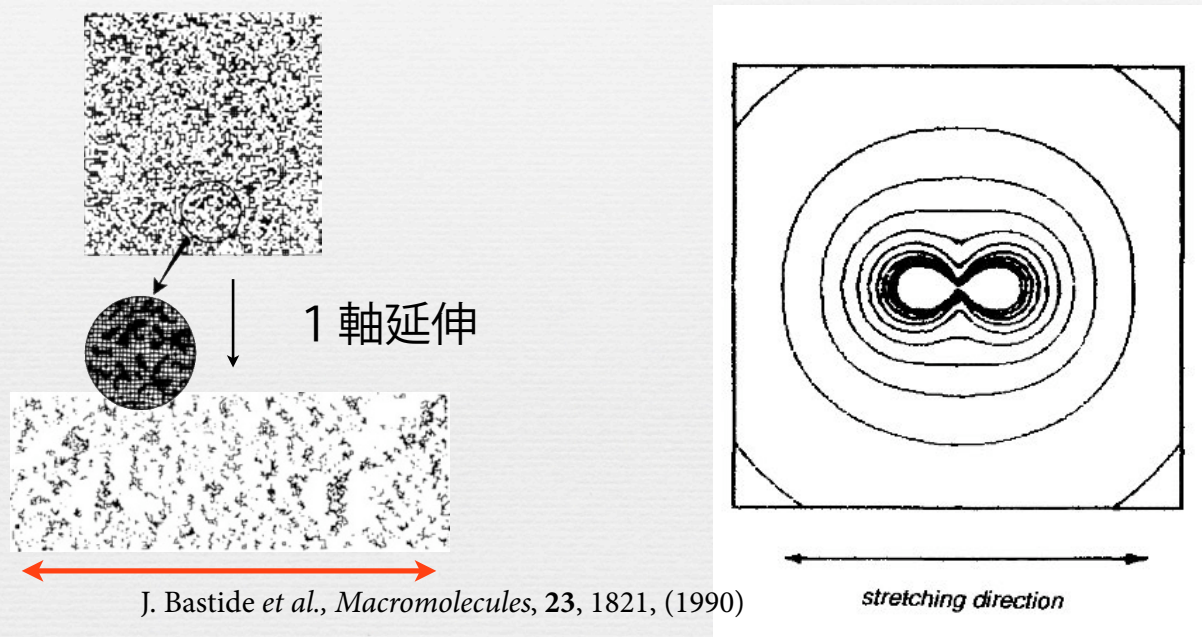 1 軸延伸
J. Bastide et al., Macromolecules, 23, 1821, (1990)
stretching direction